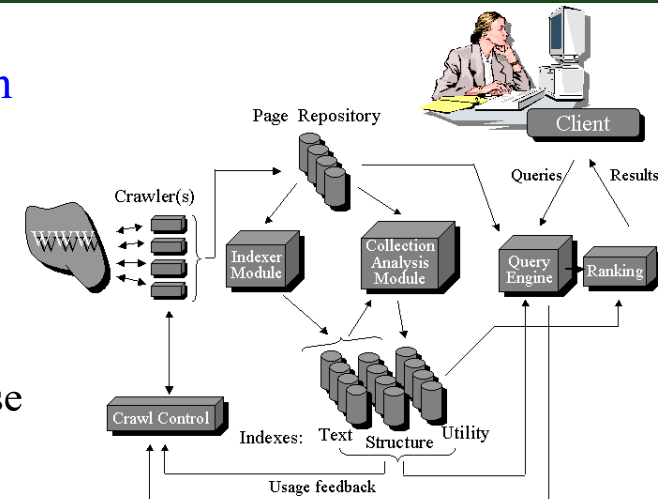 n
Page Repository
Client
Queries
Results
Crawler(s)
WWW
Indexer
Module
Collection
Analysis
Module
Query
Engine
Ranking
se
Crawl Control
Indexes: Text Structure Utility
Usage feedback